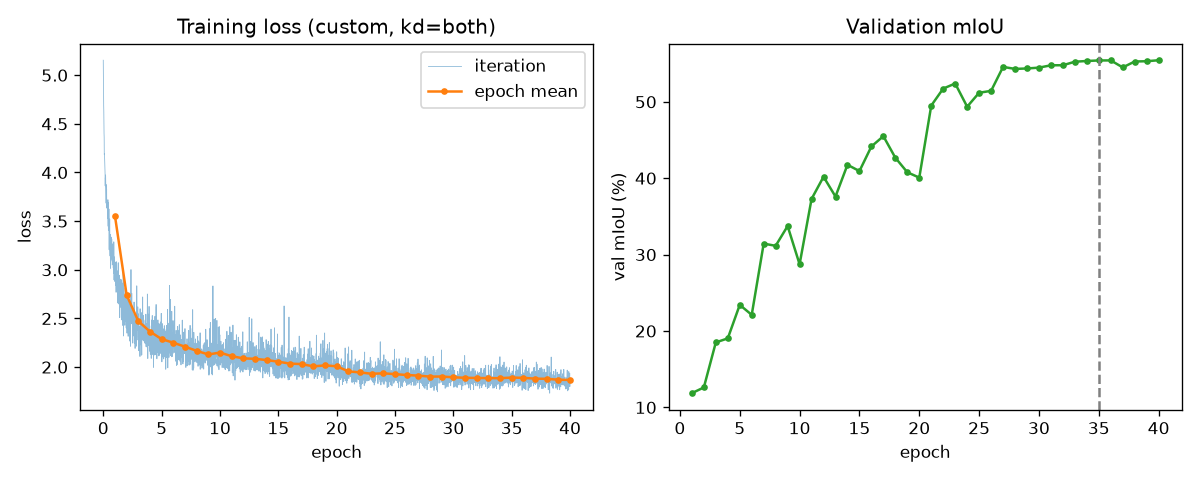 Training loss (custom, kd=both)
iteration
epoch mean
loss
5.0
4.5
4.0
3.5
3.0
2.5
2.0
0 5 10 15 20 25 30 35 40
epoch
Validation mIoU
val mIoU (%)
50
40
30
20
10
0 5 10 15 20 25 30 35 40
epoch